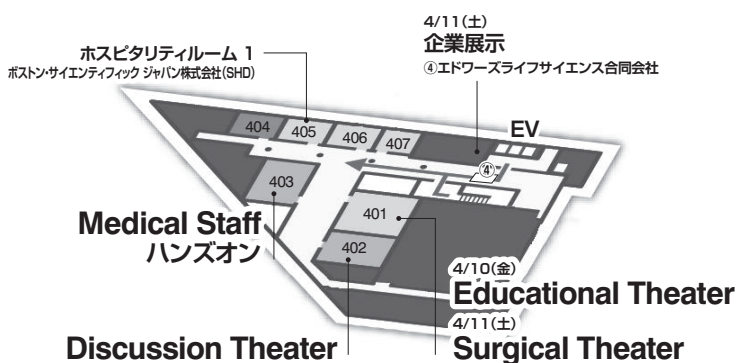 4/11(土)
企業展示
④エドワーズライフサイエンス合同会社
ホスピタリティルーム 1
ボストン・サイエンティフィック ジャパン株式会社(SHD)
EV
404
405
406
407
④
403
401
402
Medical Staff
ハンズオン
4/10(金)
Educational Theater
4/11(土)
Discussion Theater
Surgical Theater